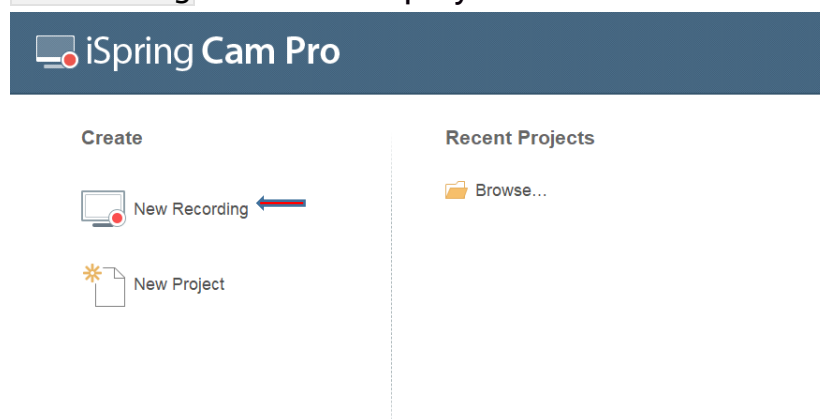 iSpring Cam Pro
Create
New Recording
New Project
Recent Projects
Browse...